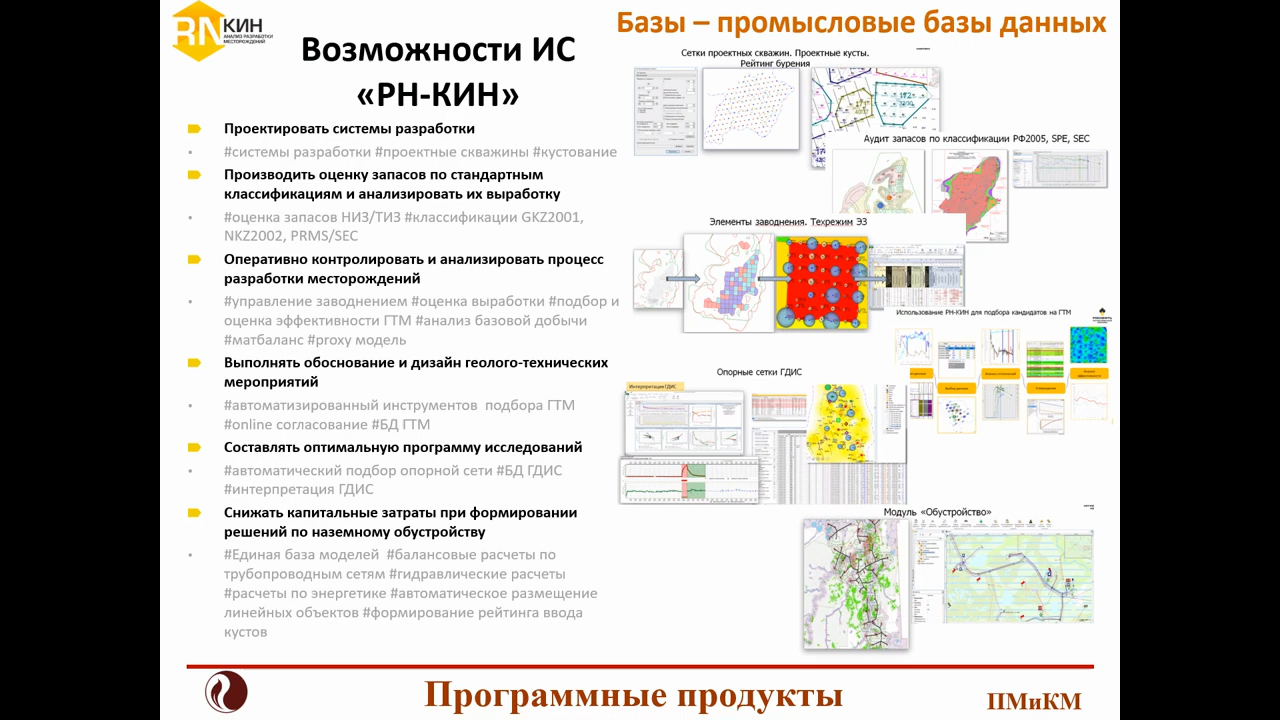 RN КИН
АНАЛИЗ РАЗРАБОТКИ
МЕСТОРОЖДЕНИЙ
Базы – промысловые базы данных
Возможности ИС
«РН-КИН»
Проектировать системы разработки
#системы разработки #проектные скважины #кустование
Производить оценку запасов по стандартным
классификациям и анализировать их выработку
#оценка запасов НИЗ/ТИЗ #классификации GKZ2001,
NKZ2002, PRMS/SEC
Оперативно контролировать и анализировать процесс
разработки месторождений
#управление заводнением #оценка выработки #подбор и
оценка эффективности ГТМ #анализ базовой добычи
#матбаланс #proxy модель
Выполнять обоснование и дизайн геолого-технических
мероприятий
#автоматизированный инструментов подбора ГТМ
#online согласование #БД ГТМ
Составлять оптимальную программу исследований
#автоматический подбор опорной сети #БД ГДИС
#интерпретация ГДИС
Снижать капитальные затраты при формировании
решений по наземному обустройству
#Единая база моделей #балансовые расчеты по
трубопроводным сетям #гидравлические расчеты
#расчеты по энергетике #автоматическое размещение
линейных объектов #формирование рейтинга ввода
кустов
Сетки проектных скважин. Проектные кусты.
Рейтинг бурения
Аудит запасов по классификации РФ2005, SPE, SEC
Элементы заводнения. Техрежим ЭЗ
Использование РН-КИН для подбора кандидатов на ГТМ
Опорные сетки ГДИС
Интерпретация ГДИС
Модуль «Обустройство»
Программные продукты
ПМиКМ